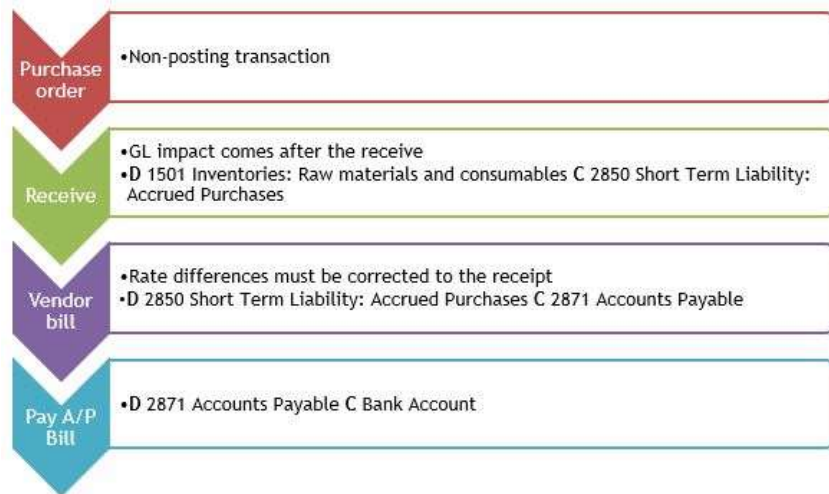 Purchase
order
•Non-posting transaction
Receive
•GL impact comes after the receive
•D 1501 Inventories: Raw materials and consumables C 2850 Short Term Liability:
Accrued Purchases
Vendor
bill
•Rate differences must be corrected to the receipt
•D 2850 Short Term Liability: Accrued Purchases C 2871 Accounts Payable
Pay A/P
Bill
•D 2871 Accounts Payable C Bank Account